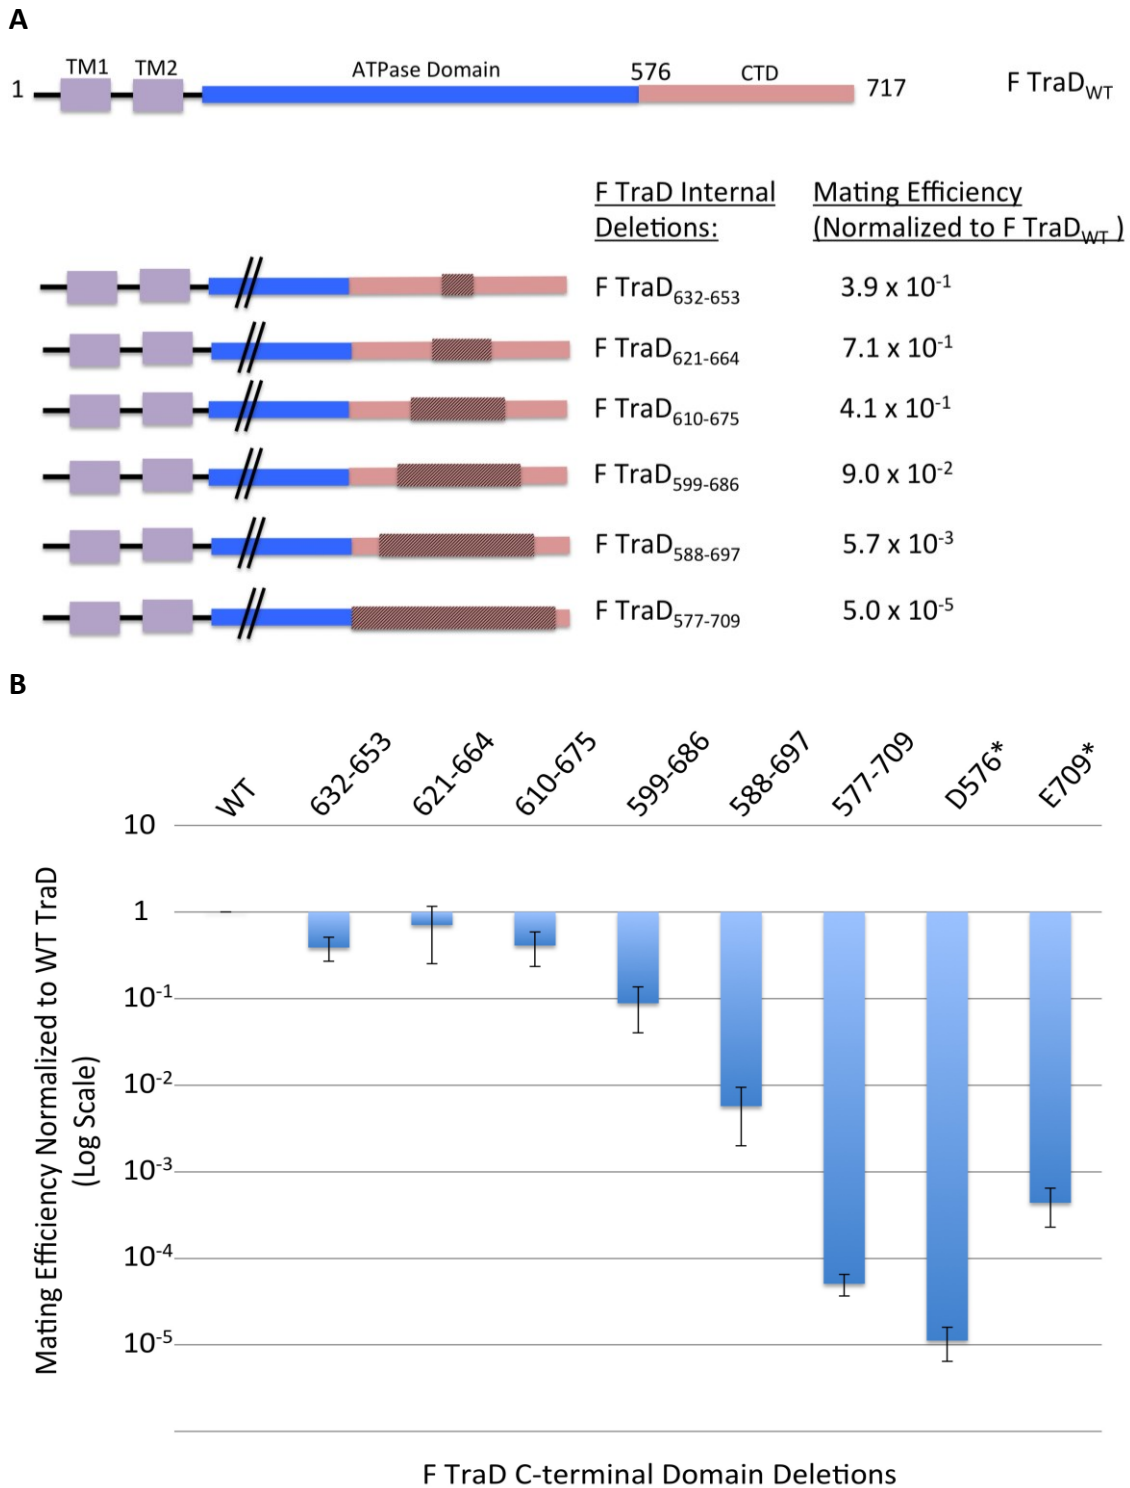 A
TM1 TM2 ATPase Domain 576 CTD
1 717 F TraD_WT
F TraD Internal Deletions:
Mating Efficiency (Normalized to F TraD_WT )
F TraD_632-653 3.9 x 10^-1
F TraD_621-664 7.1 x 10^-1
F TraD_610-675 4.1 x 10^-1
F TraD_599-686 9.0 x 10^-2
F TraD_588-697 5.7 x 10^-3
F TraD_577-709 5.0 x 10^-5
B
WT 632-653 621-664 610-675 599-686 588-697 577-709 D576* E709*
10
1
10^-1
10^-2
10^-3
10^-4
10^-5
Mating Efficiency Normalized to WT TraD
(Log Scale)
F TraD C-terminal Domain Deletions